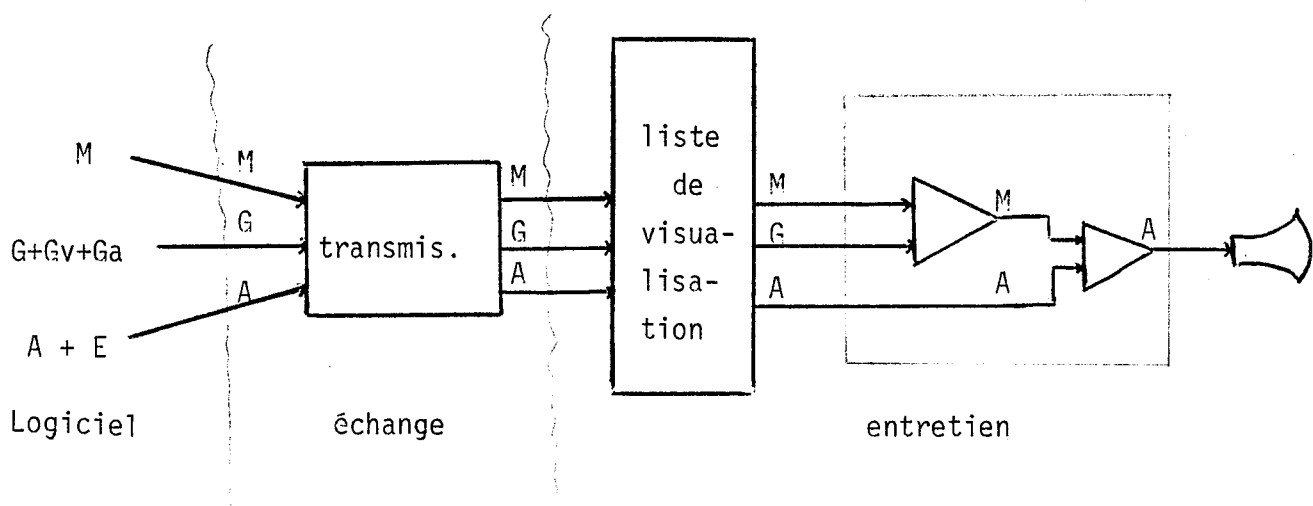 M
G+Gv+Ga
A + E
Logiciel
M
G
A
transmis.
échange
M
G
A
liste
de
visua-
lisa-
tion
M
G
A
M
A
A
entretien